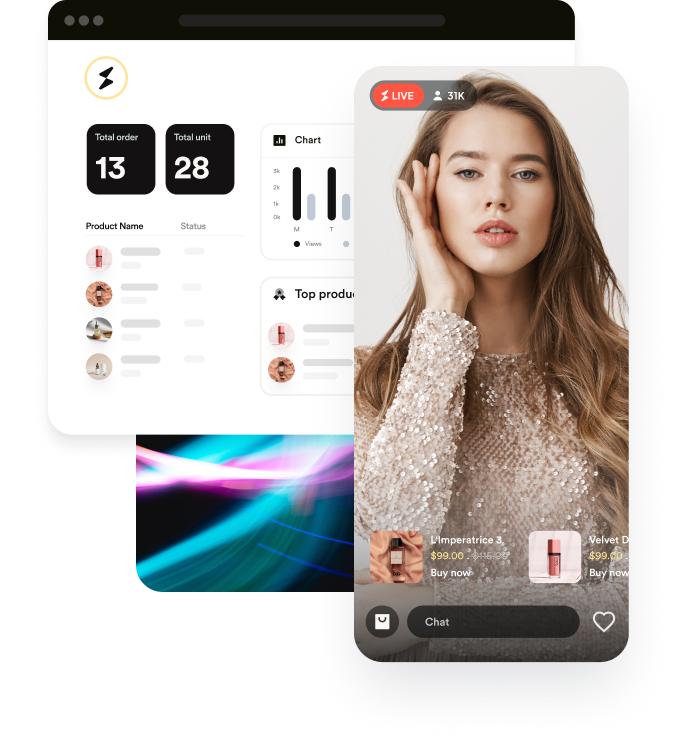 Total order
13
Total unit
28
Product Name
Status
Chart
3k
2k
1k
0k
M
T
Views
Top produ
LIVE
31K
L'Imperatrice 3,
$99.00 . $115.00
Buy now
Velvet D
$99.00 .
Buy now
Chat